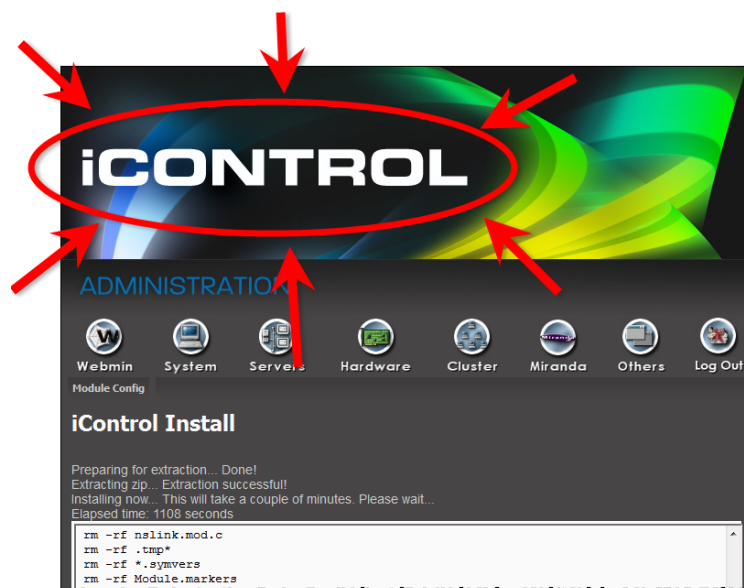 iCONTROL
ADMINISTRATION
Webmin System Servers Hardware Cluster Miranda Others Log Out
Module Config
iControl Install
Preparing for extraction... Done!
Extracting zip... Extraction successful!
Installing now... This will take a couple of minutes. Please wait...
Elapsed time: 1108 seconds
rm -rf nslink.mod.c
rm -rf .tmp*
rm -rf *.symvers
rm -rf Module.markers